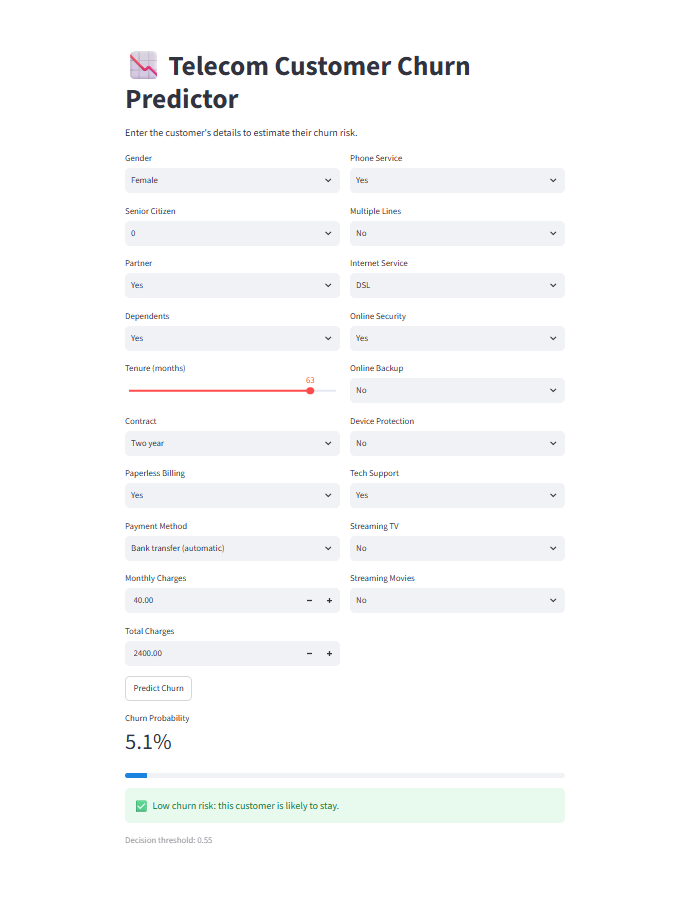 Telecom Customer Churn
Predictor
Enter the customer's details to estimate their churn risk.
Gender
Female
Senior Citizen
0
Partner
Yes
Dependents
Yes
Tenure (months)
63
Contract
Two year
Paperless Billing
Yes
Payment Method
Bank transfer (automatic)
Monthly Charges
40.00
Total Charges
2400.00
Phone Service
Yes
Multiple Lines
No
Internet Service
DSL
Online Security
Yes
Online Backup
No
Device Protection
No
Tech Support
Yes
Streaming TV
No
Streaming Movies
No
Predict Churn
Churn Probability
5.1%
Low churn risk: this customer is likely to stay.
Decision threshold: 0.55